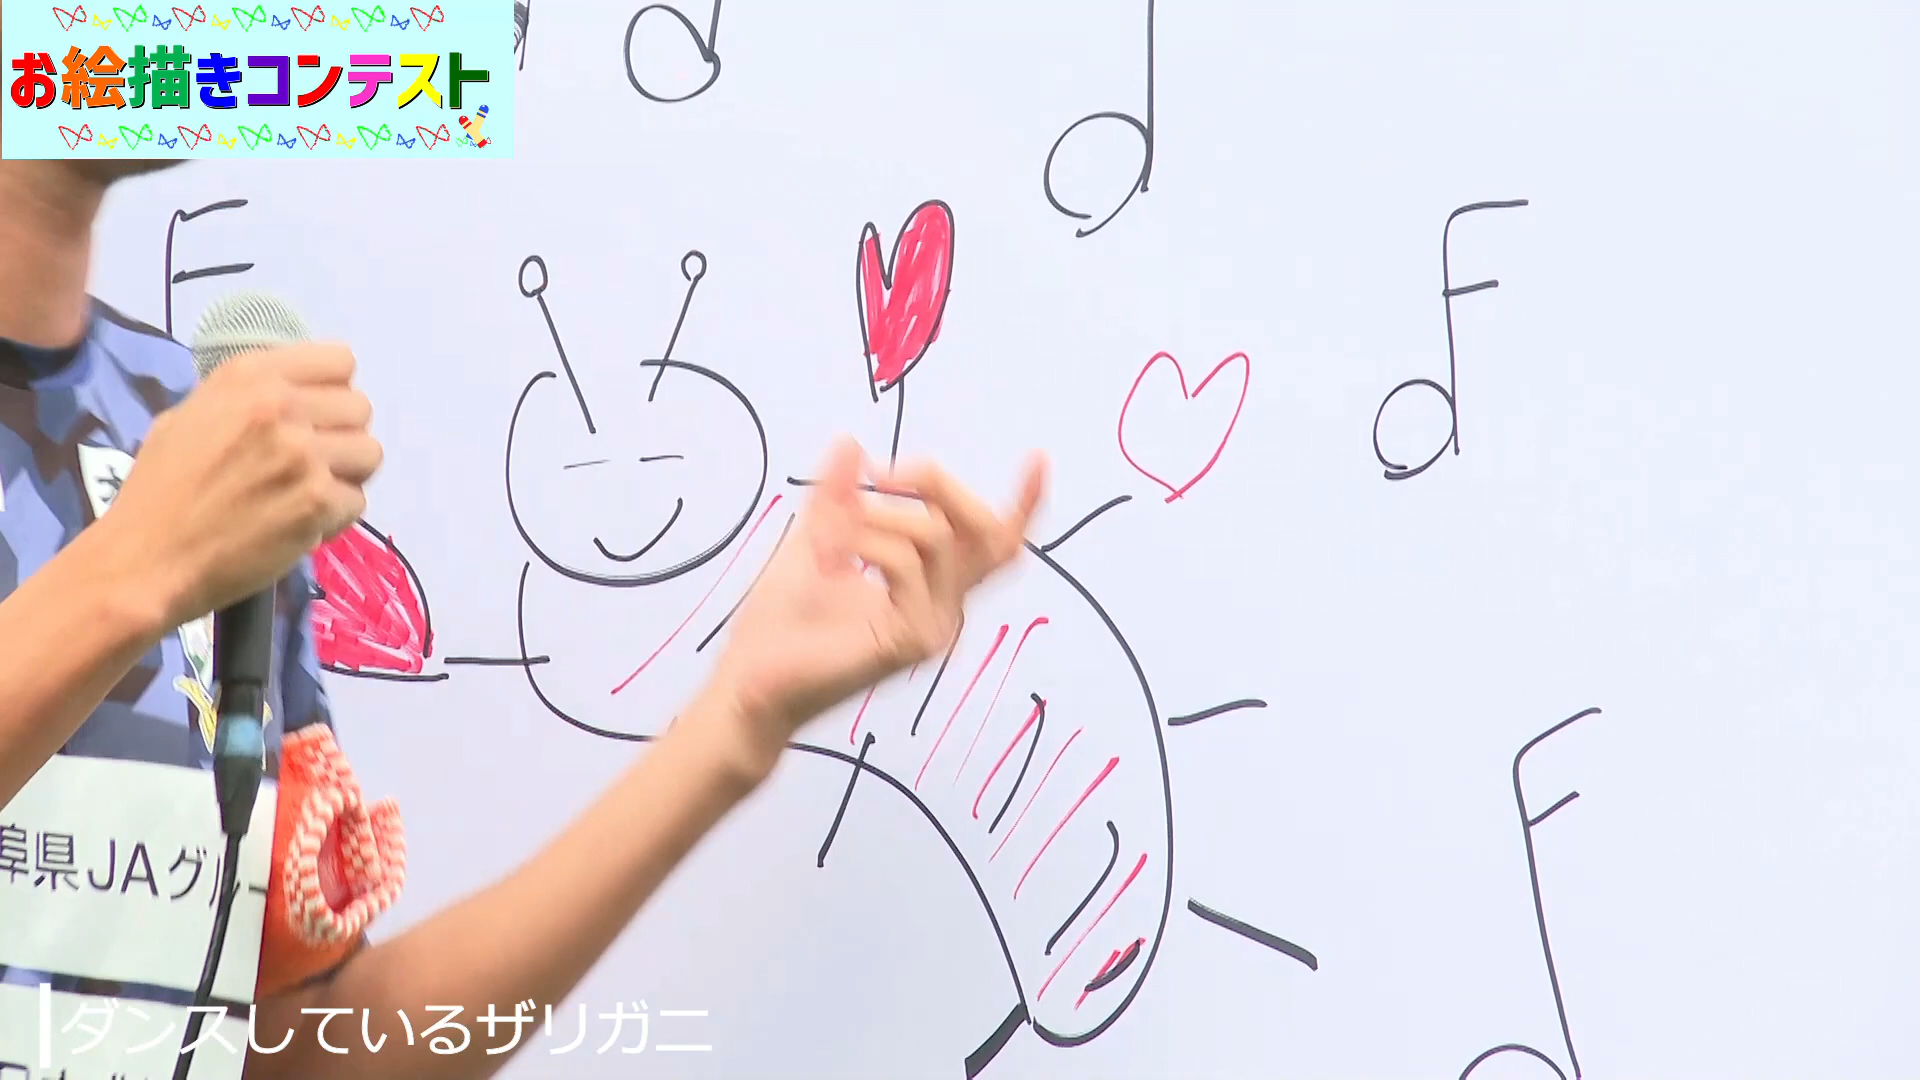 お絵描きコンテスト
県JAグル
ダンスしているザリガニ